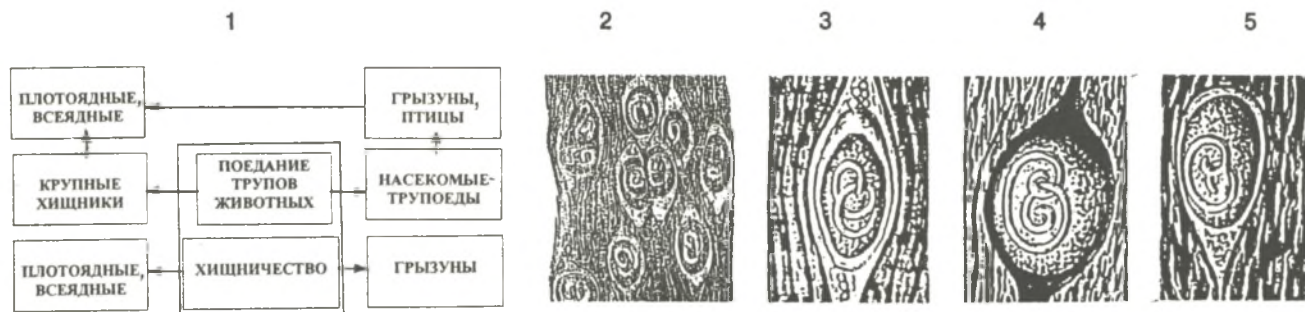 1 2 3 4 5
ПЛОТОЯДНЫЕ,
ВСЕЯДНЫЕ
ГРЫЗУНЫ,
ПТИЦЫ
КРУПНЫЕ
ХИЩНИКИ
ПОЕДАНИЕ
ТРУПОВ
ЖИВОТНЫХ
НАСЕКОМЫЕ-
ТРУПОЕДЫ
ПЛОТОЯДНЫЕ,
ВСЕЯДНЫЕ
ХИЩНИЧЕСТВО
ГРЫЗУНЫ